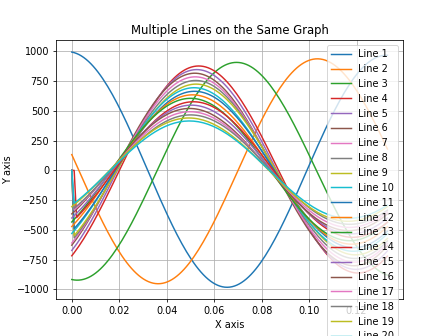 Multiple Lines on the Same Graph
Y axis
1000
750
500
250
0
−250
−500
−750
−1000
0.00
0.02
0.04
0.06
0.08
0.10
X axis
Line 1
Line 2
Line 3
Line 4
Line 5
Line 6
Line 7
Line 8
Line 9
Line 10
Line 11
Line 12
Line 13
Line 14
Line 15
Line 16
Line 17
Line 18
Line 19
Line 20